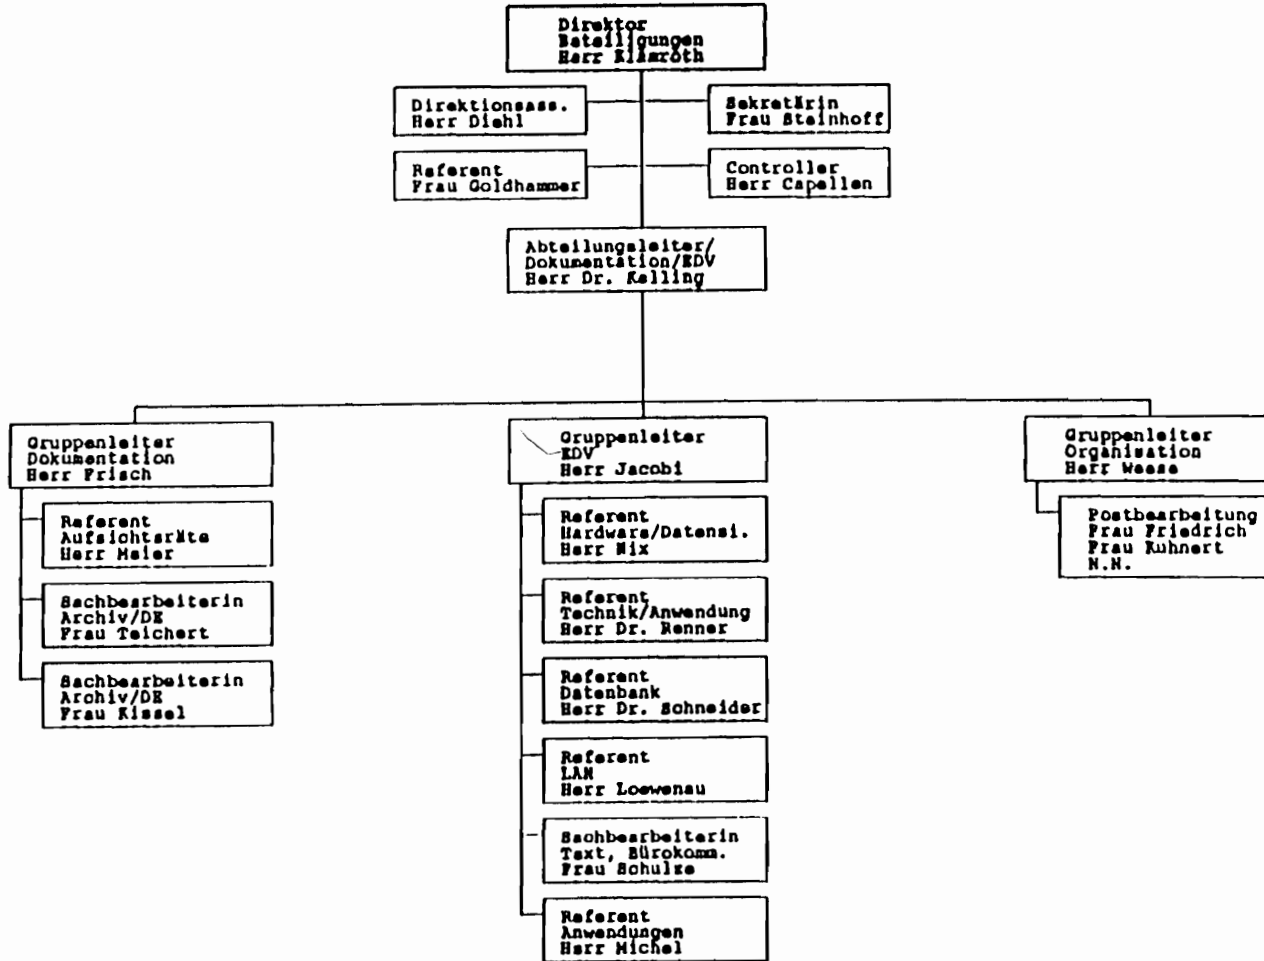 Direktor
Beteiligungen
Herr Klamroth
Direktionsass.
Herr Diehl
Sekretärin
Frau Steinhoff
Referent
Frau Goldhammer
Controller
Herr Capellen
Abteilungsleiter/
Dokumentation/EDV
Herr Dr. Kelling
Gruppenleiter
Dokumentation
Herr Frisch
Referent
Aufsichtsräte
Herr Meier
Sachbearbeiterin
Archiv/DE
Frau Teichert
Sachbearbeiterin
Archiv/DE
Frau Kissel
Gruppenleiter
EDV
Herr Jacobi
Referent
Hardware/Datensi.
Herr Nix
Referent
Technik/Anwendung
Herr Dr. Renner
Referent
Datenbank
Herr Dr. Schneider
Referent
LAN
Herr Loewenau
Sachbearbeiterin
Text, Bürokomm.
Frau Schulze
Referent
Anwendungen
Herr Michel
Gruppenleiter
Organisation
Herr Weese
Postbearbeitung
Frau Friedrich
Frau Kuhnert
N.N.